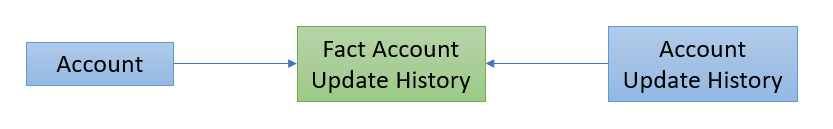 Account
Fact Account
Update History
Account
Update History